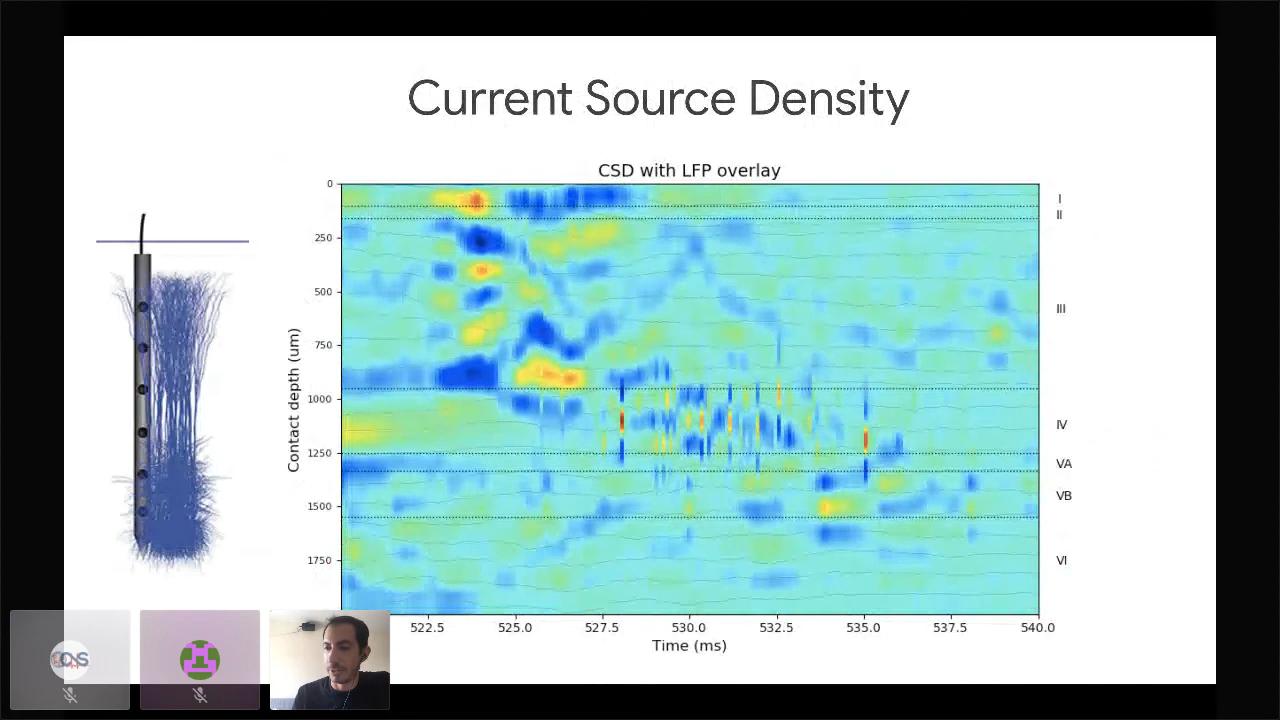 Current Source Density
CSD with LFP overlay
0
250
500
750
1000
1250
1500
1750
Contact depth (um)
I
II
III
IV
VA
VB
VI
522.5 525.0 527.5 530.0 532.5 535.0 537.5 540.0
Time (ms)